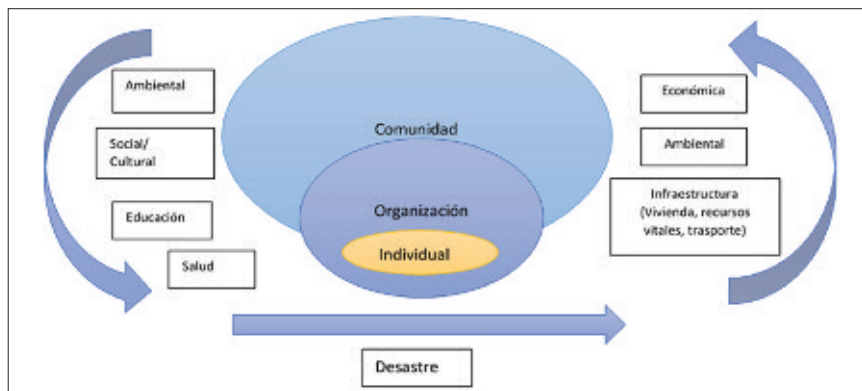 Ambiental
Social/
Cultural
Educación
Salud
Comunidad
Organización
Individual
Económica
Ambiental
Infraestructura
(Vivienda, recursos
vitales, trasporte)
Desastre